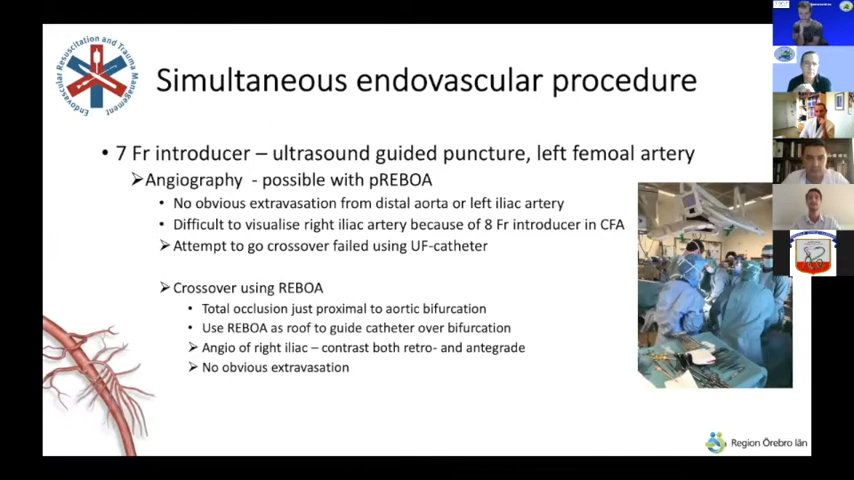 Endovascular Resuscitation and Trauma Management
Simultaneous endovascular procedure
• 7 Fr introducer – ultrasound guided puncture, left femoal artery
➢Angiography - possible with pREBOA
• No obvious extravasation from distal aorta or left iliac artery
• Difficult to visualise right iliac artery because of 8 Fr introducer in CFA
➢Attempt to go crossover failed using UF-catheter
➢Crossover using REBOA
• Total occlusion just proximal to aortic bifurcation
• Use REBOA as roof to guide catheter over bifurcation
➢ Angio of right iliac – contrast both retro- and antegrade
➢ No obvious extravasation
Region Örebro län